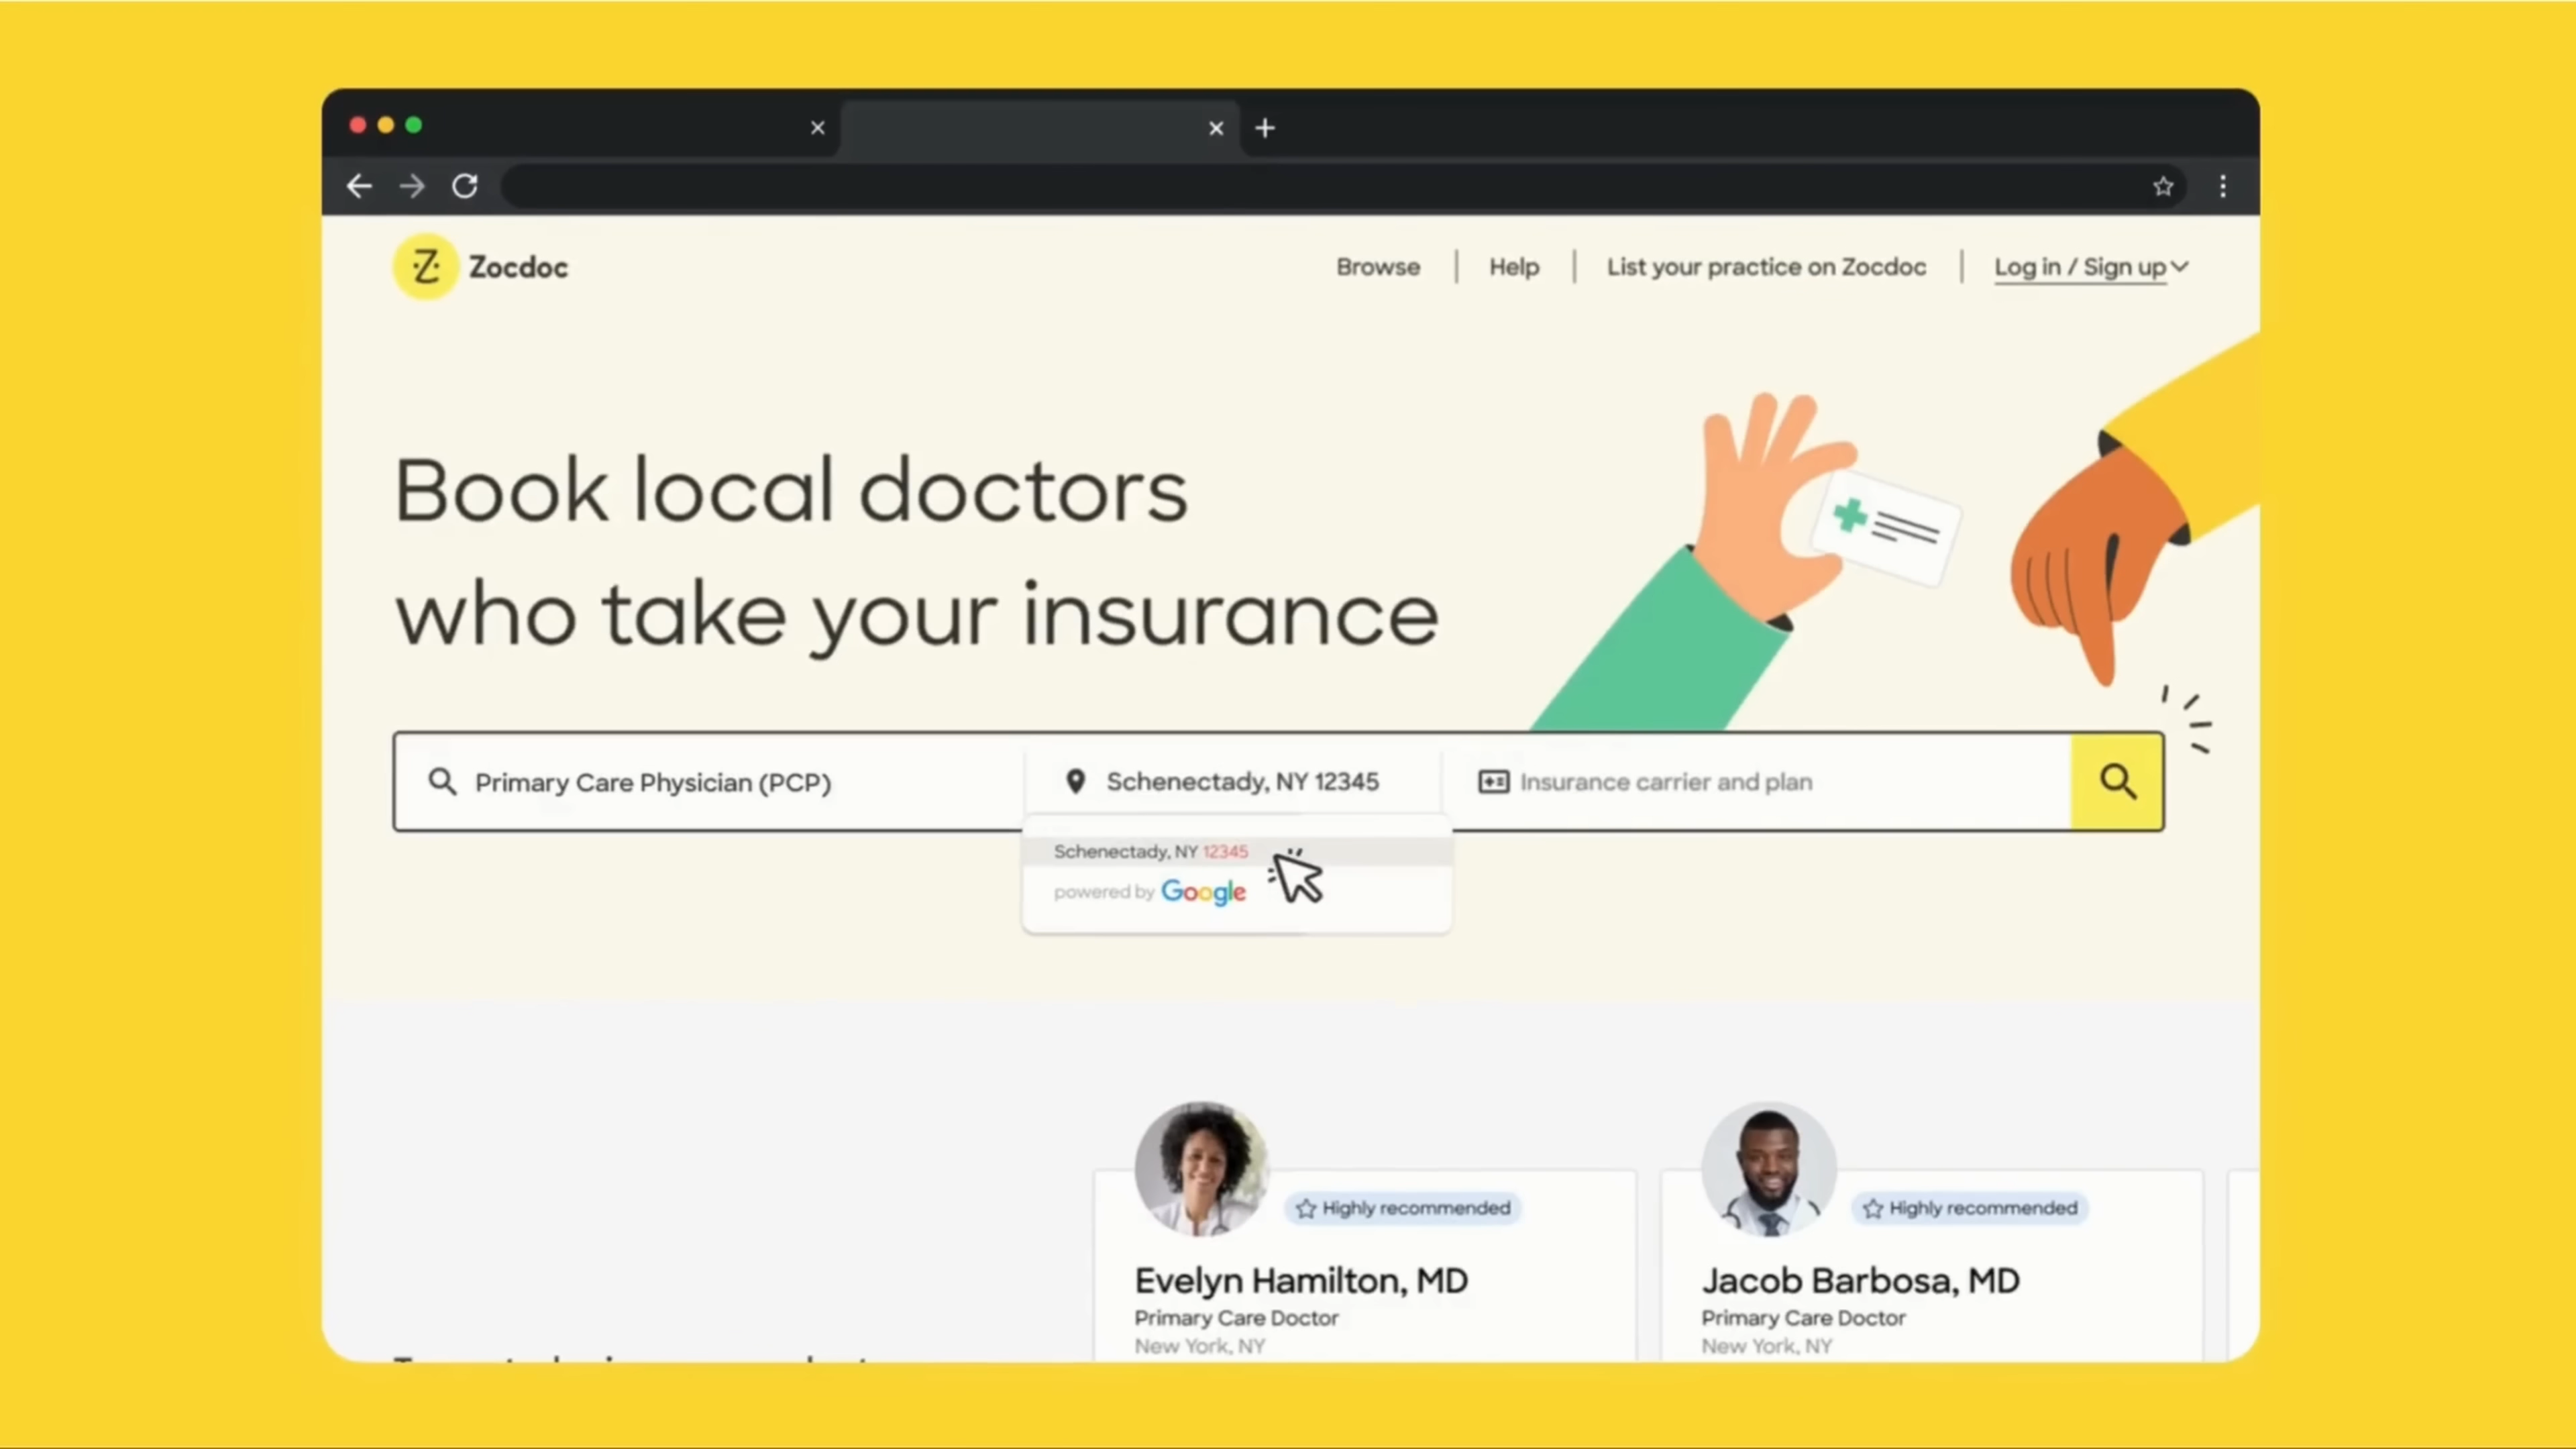 Zocdoc
Browse
Help
List your practice on Zocdoc
Log in / Sign up
Book local doctors
who take your insurance
Primary Care Physician (PCP)
Schenectady, NY 12345
Insurance carrier and plan
Schenectady, NY 12345
powered by Google
Highly recommended
Evelyn Hamilton, MD
Primary Care Doctor
New York, NY
Highly recommended
Jacob Barbosa, MD
Primary Care Doctor
New York, NY